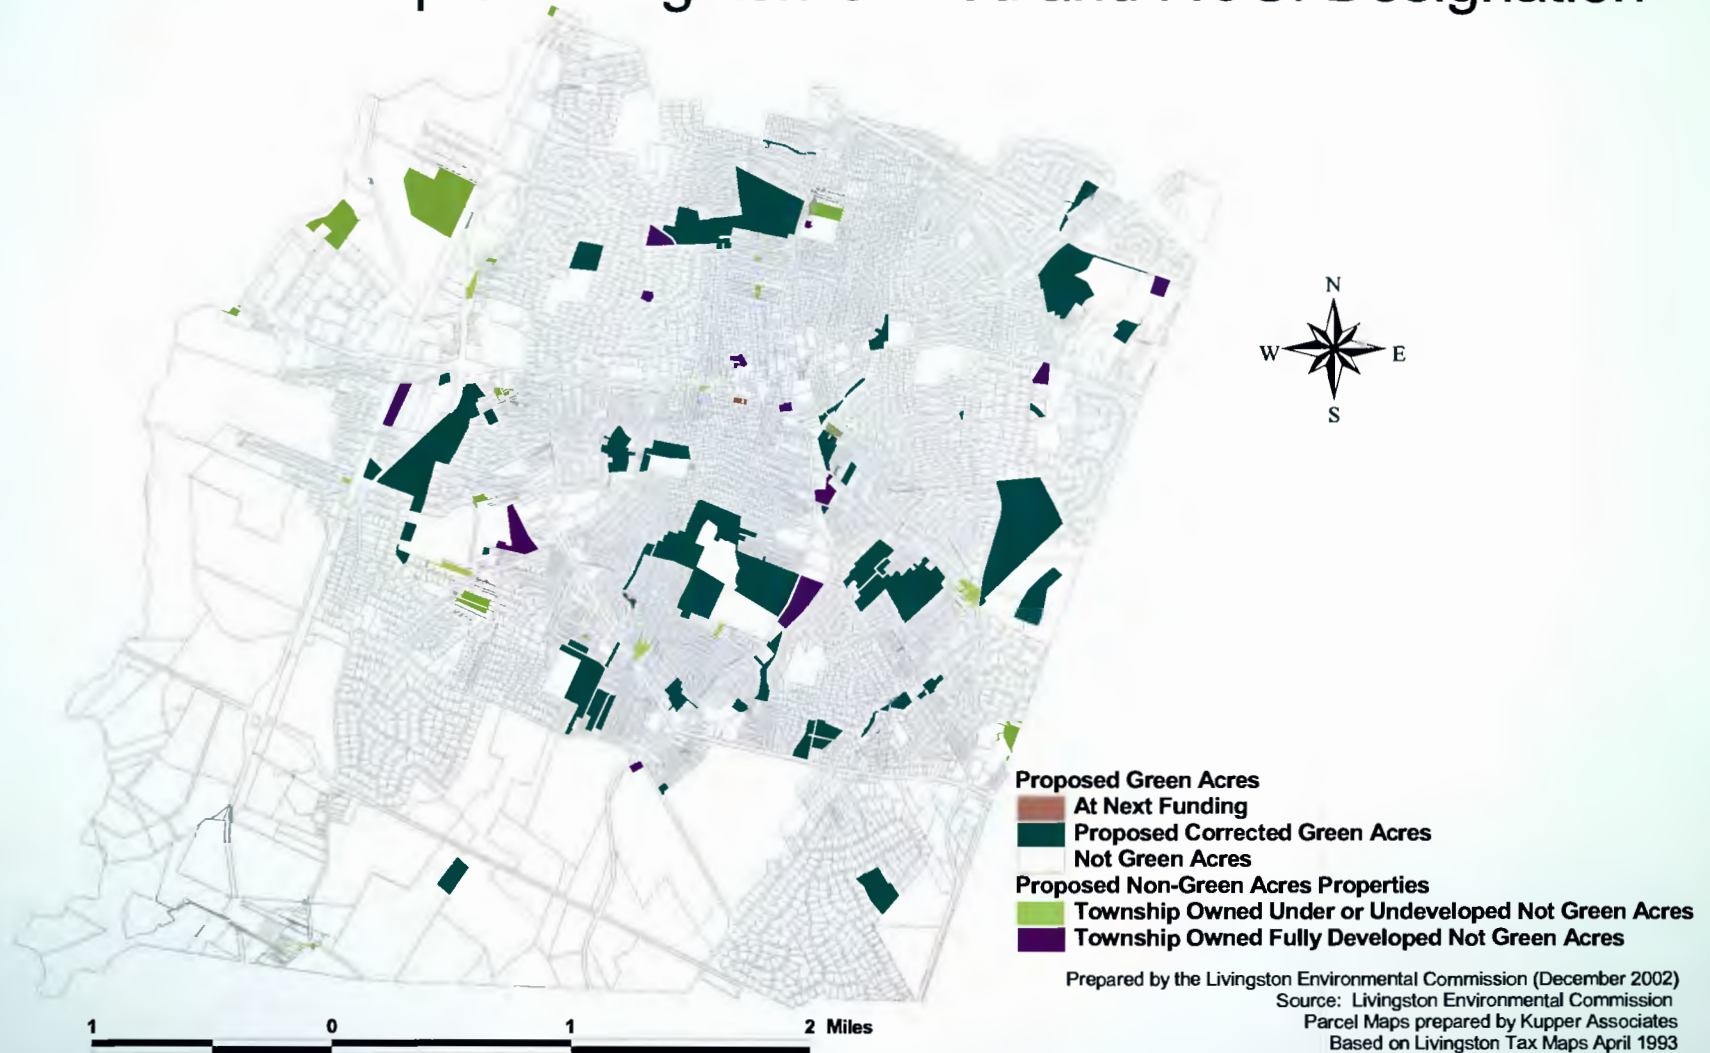 and
Designation
N
W E
S
Proposed Green Acres
At Next Funding
Proposed Corrected Green Acres
Not Green Acres
Proposed Non-Green Acres Properties
Township Owned Under or Undeveloped Not Green Acres
Township Owned Fully Developed Not Green Acres
Prepared by the Livingston Environmental Commission (December 2002)
Source: Livingston Environmental Commission
Parcel Maps prepared by Kupper Associates
Based on Livingston Tax Maps April 1993
1 0 1 2 Miles